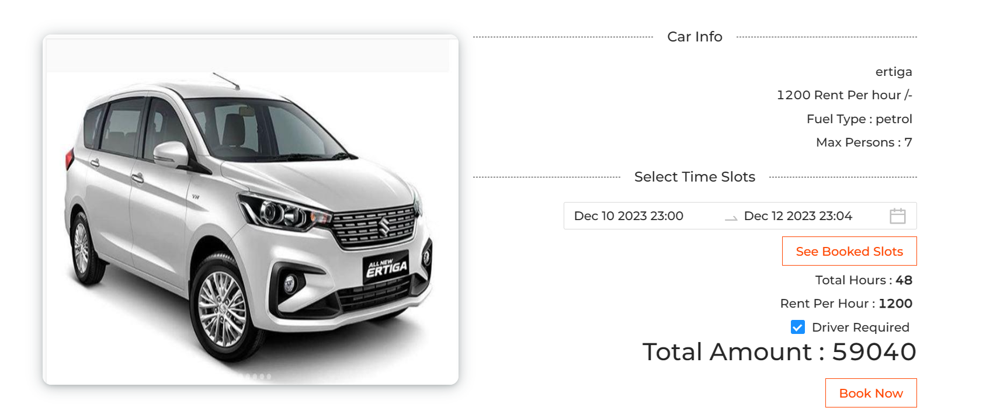 ALL NEW
ERTIGA
Car Info
ertiga
1200 Rent Per hour /-
Fuel Type : petrol
Max Persons : 7
Select Time Slots
Dec 10 2023 23:00 Dec 12 2023 23:04
See Booked Slots
Total Hours : 48
Rent Per Hour : 1200
Driver Required
Total Amount : 59040
Book Now